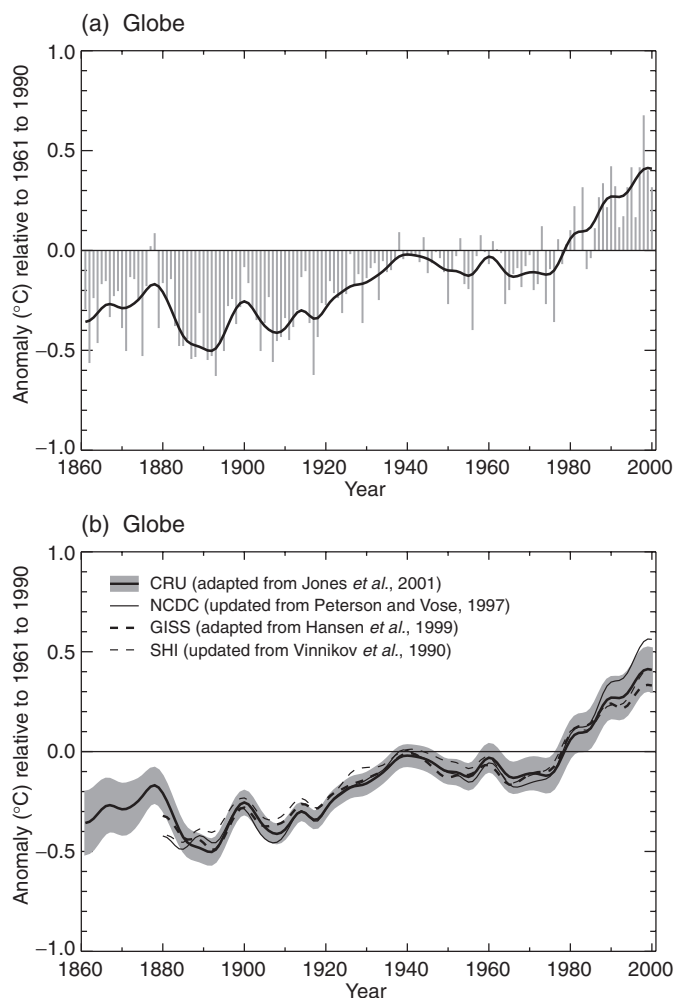 (a) Globe
Anomaly (°C) relative to 1961 to 1990
1.0
0.5
0.0
−0.5
−1.0
1860 1880 1900 1920 1940 1960 1980 2000
Year
(b) Globe
Anomaly (°C) relative to 1961 to 1990
1.0
0.5
0.0
−0.5
−1.0
CRU (adapted from Jones et al., 2001)
NCDC (updated from Peterson and Vose, 1997)
GISS (adapted from Hansen et al., 1999)
SHI (updated from Vinnikov et al., 1990)
1860 1880 1900 1920 1940 1960 1980 2000
Year